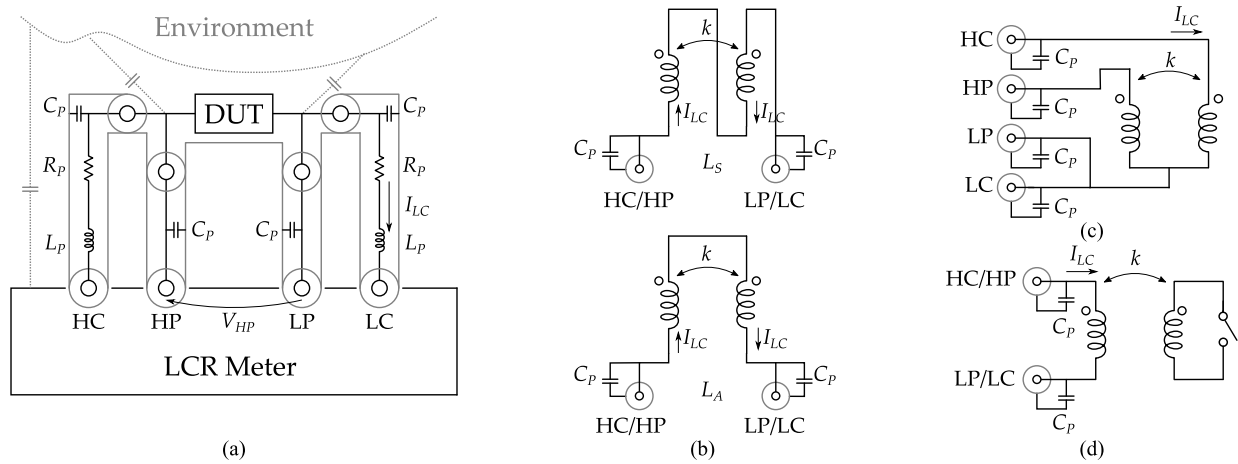 Environment
C_P
DUT
C_P
R_P
R_P
C_P
C_P
I_LC
L_P
L_P
V_HP
HC
HP
LP
LC
LCR Meter
(a)
k
I_LC
I_LC
C_P
L_S
C_P
HC/HP
LP/LC
k
I_LC
I_LC
C_P
L_A
C_P
HC/HP
LP/LC
(b)
I_LC
HC
C_P
k
HP
C_P
LP
C_P
LC
C_P
(c)
I_LC
k
HC/HP
C_P
LP/LC
C_P
(d)